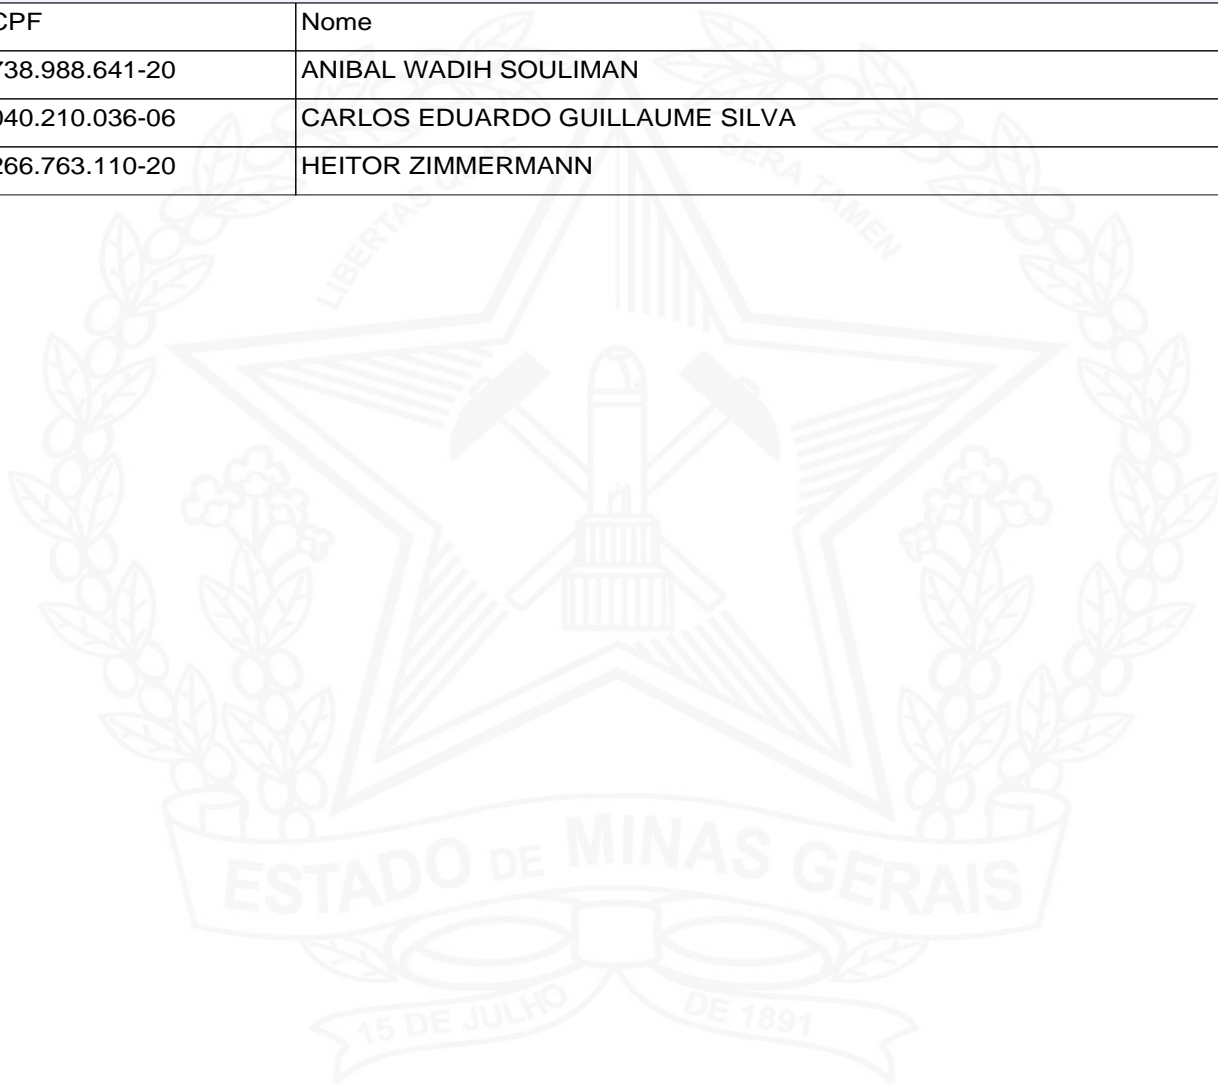 CPF Nome
738.988.641-20 ANIBAL WADIH SOULIMAN
040.210.036-06 CARLOS EDUARDO GUILLAUME SILVA
266.763.110-20 HEITOR ZIMMERMANN
LIBERTAS QUE SERA TAMEN
ESTADO DE MINAS GERAIS
15 DE JULHO DE 1891